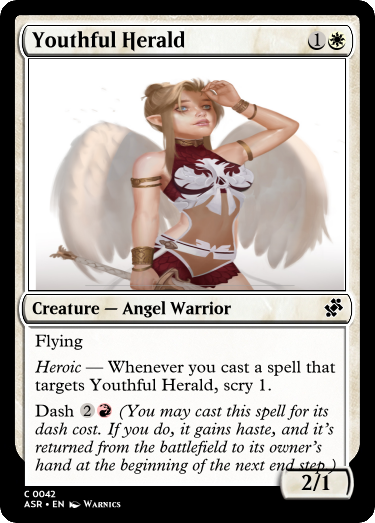 Youthful Herald 1
Creature — Angel Warrior
Flying
Heroic — Whenever you cast a spell that
targets Youthful Herald, scry 1.
Dash 2 (You may cast this spell for its
dash cost. If you do, it gains haste, and it's
returned from the battlefield to its owner's
hand at the beginning of the next end step.)
2/1
C 0042
ASR • EN Warnics